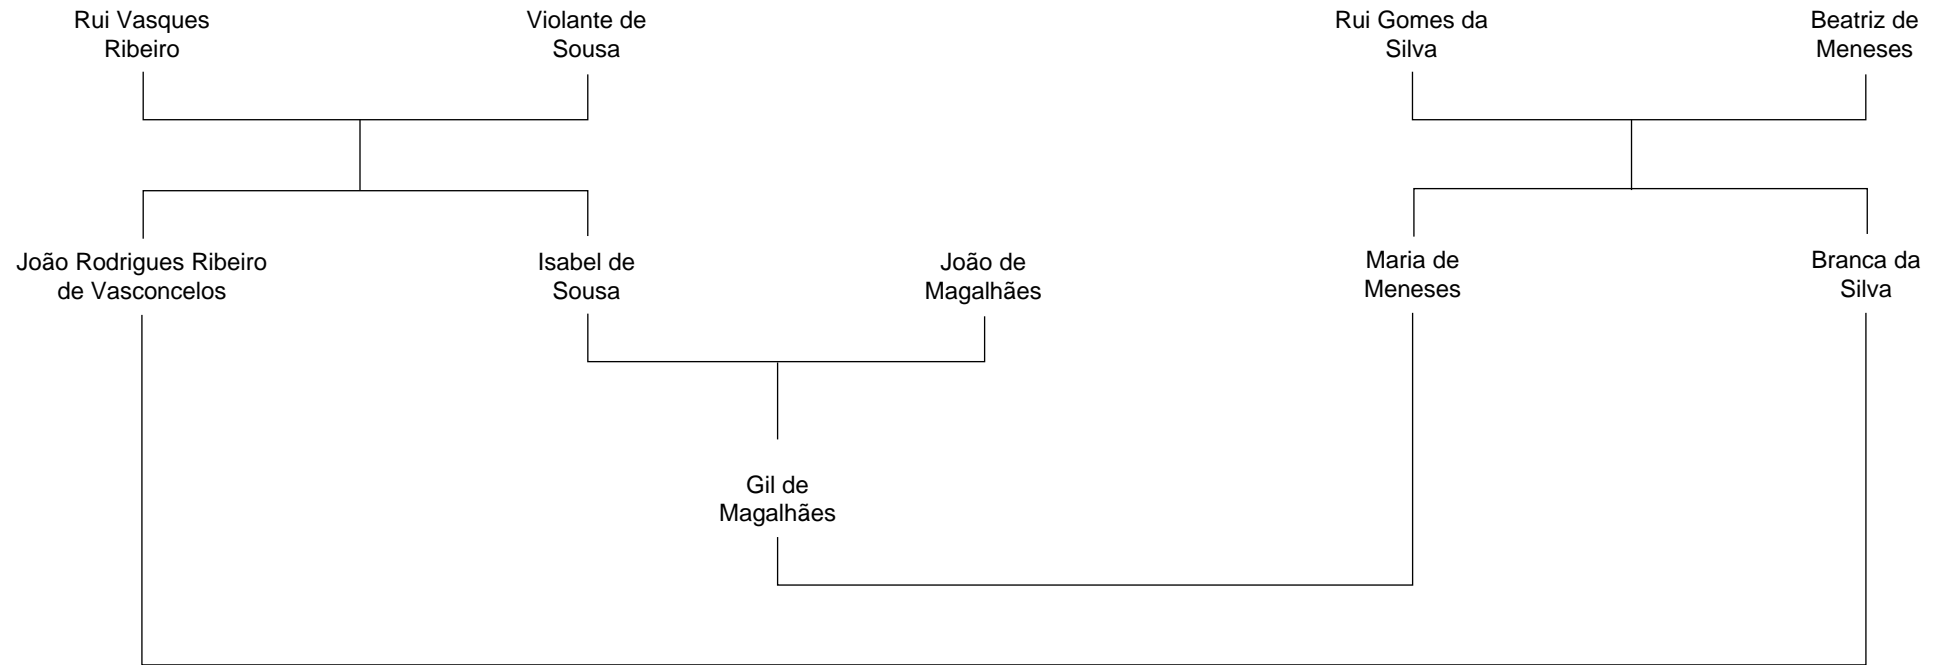 Rui Vasques
Ribeiro
Violante de
Sousa
Rui Gomes da
Silva
Beatriz de
Meneses
João Rodrigues Ribeiro
de Vasconcelos
Isabel de
Sousa
João de
Magalhães
Maria de
Meneses
Branca da
Silva
Gil de
Magalhães